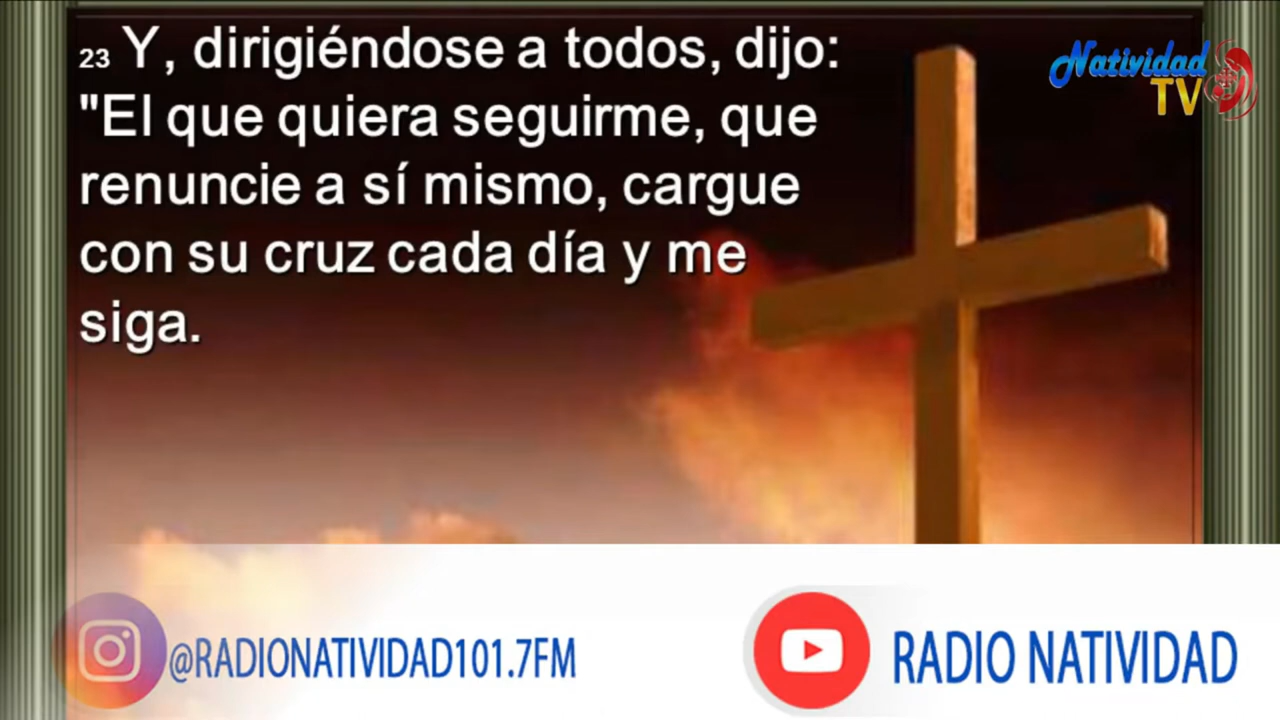 23 Y, dirigiéndose a todos, dijo:
"El que quiera seguirme, que
renuncie a sí mismo, cargue
con su cruz cada día y me
siga.
Natividad
TV
@RADIONATIVIDAD101.7FM
RADIO NATIVIDAD